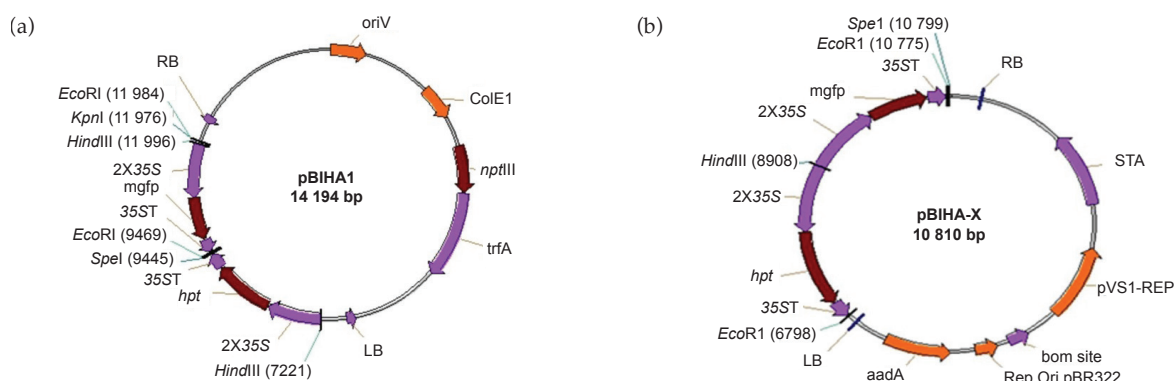 (a)
oriV
RB
EcoRI (11 984)
KpnI (11 976)
HindIII (11 996)
ColE1
2X35S
mgfp
pBIHA1
14 194 bp
nptIII
35ST
EcoRI (9469)
SpeI (9445)
35ST
trfA
hpt
2X35S
LB
HindIII (7221)
(b)
Spe1 (10 799)
EcoR1 (10 775)
35ST
RB
mgfp
2X35S
HindIII (8908)
STA
2X35S
pBIHA-X
10 810 bp
hpt
pVS1-REP
35ST
EcoR1 (6798)
LB
bom site
aadA
Rep Ori pBR322